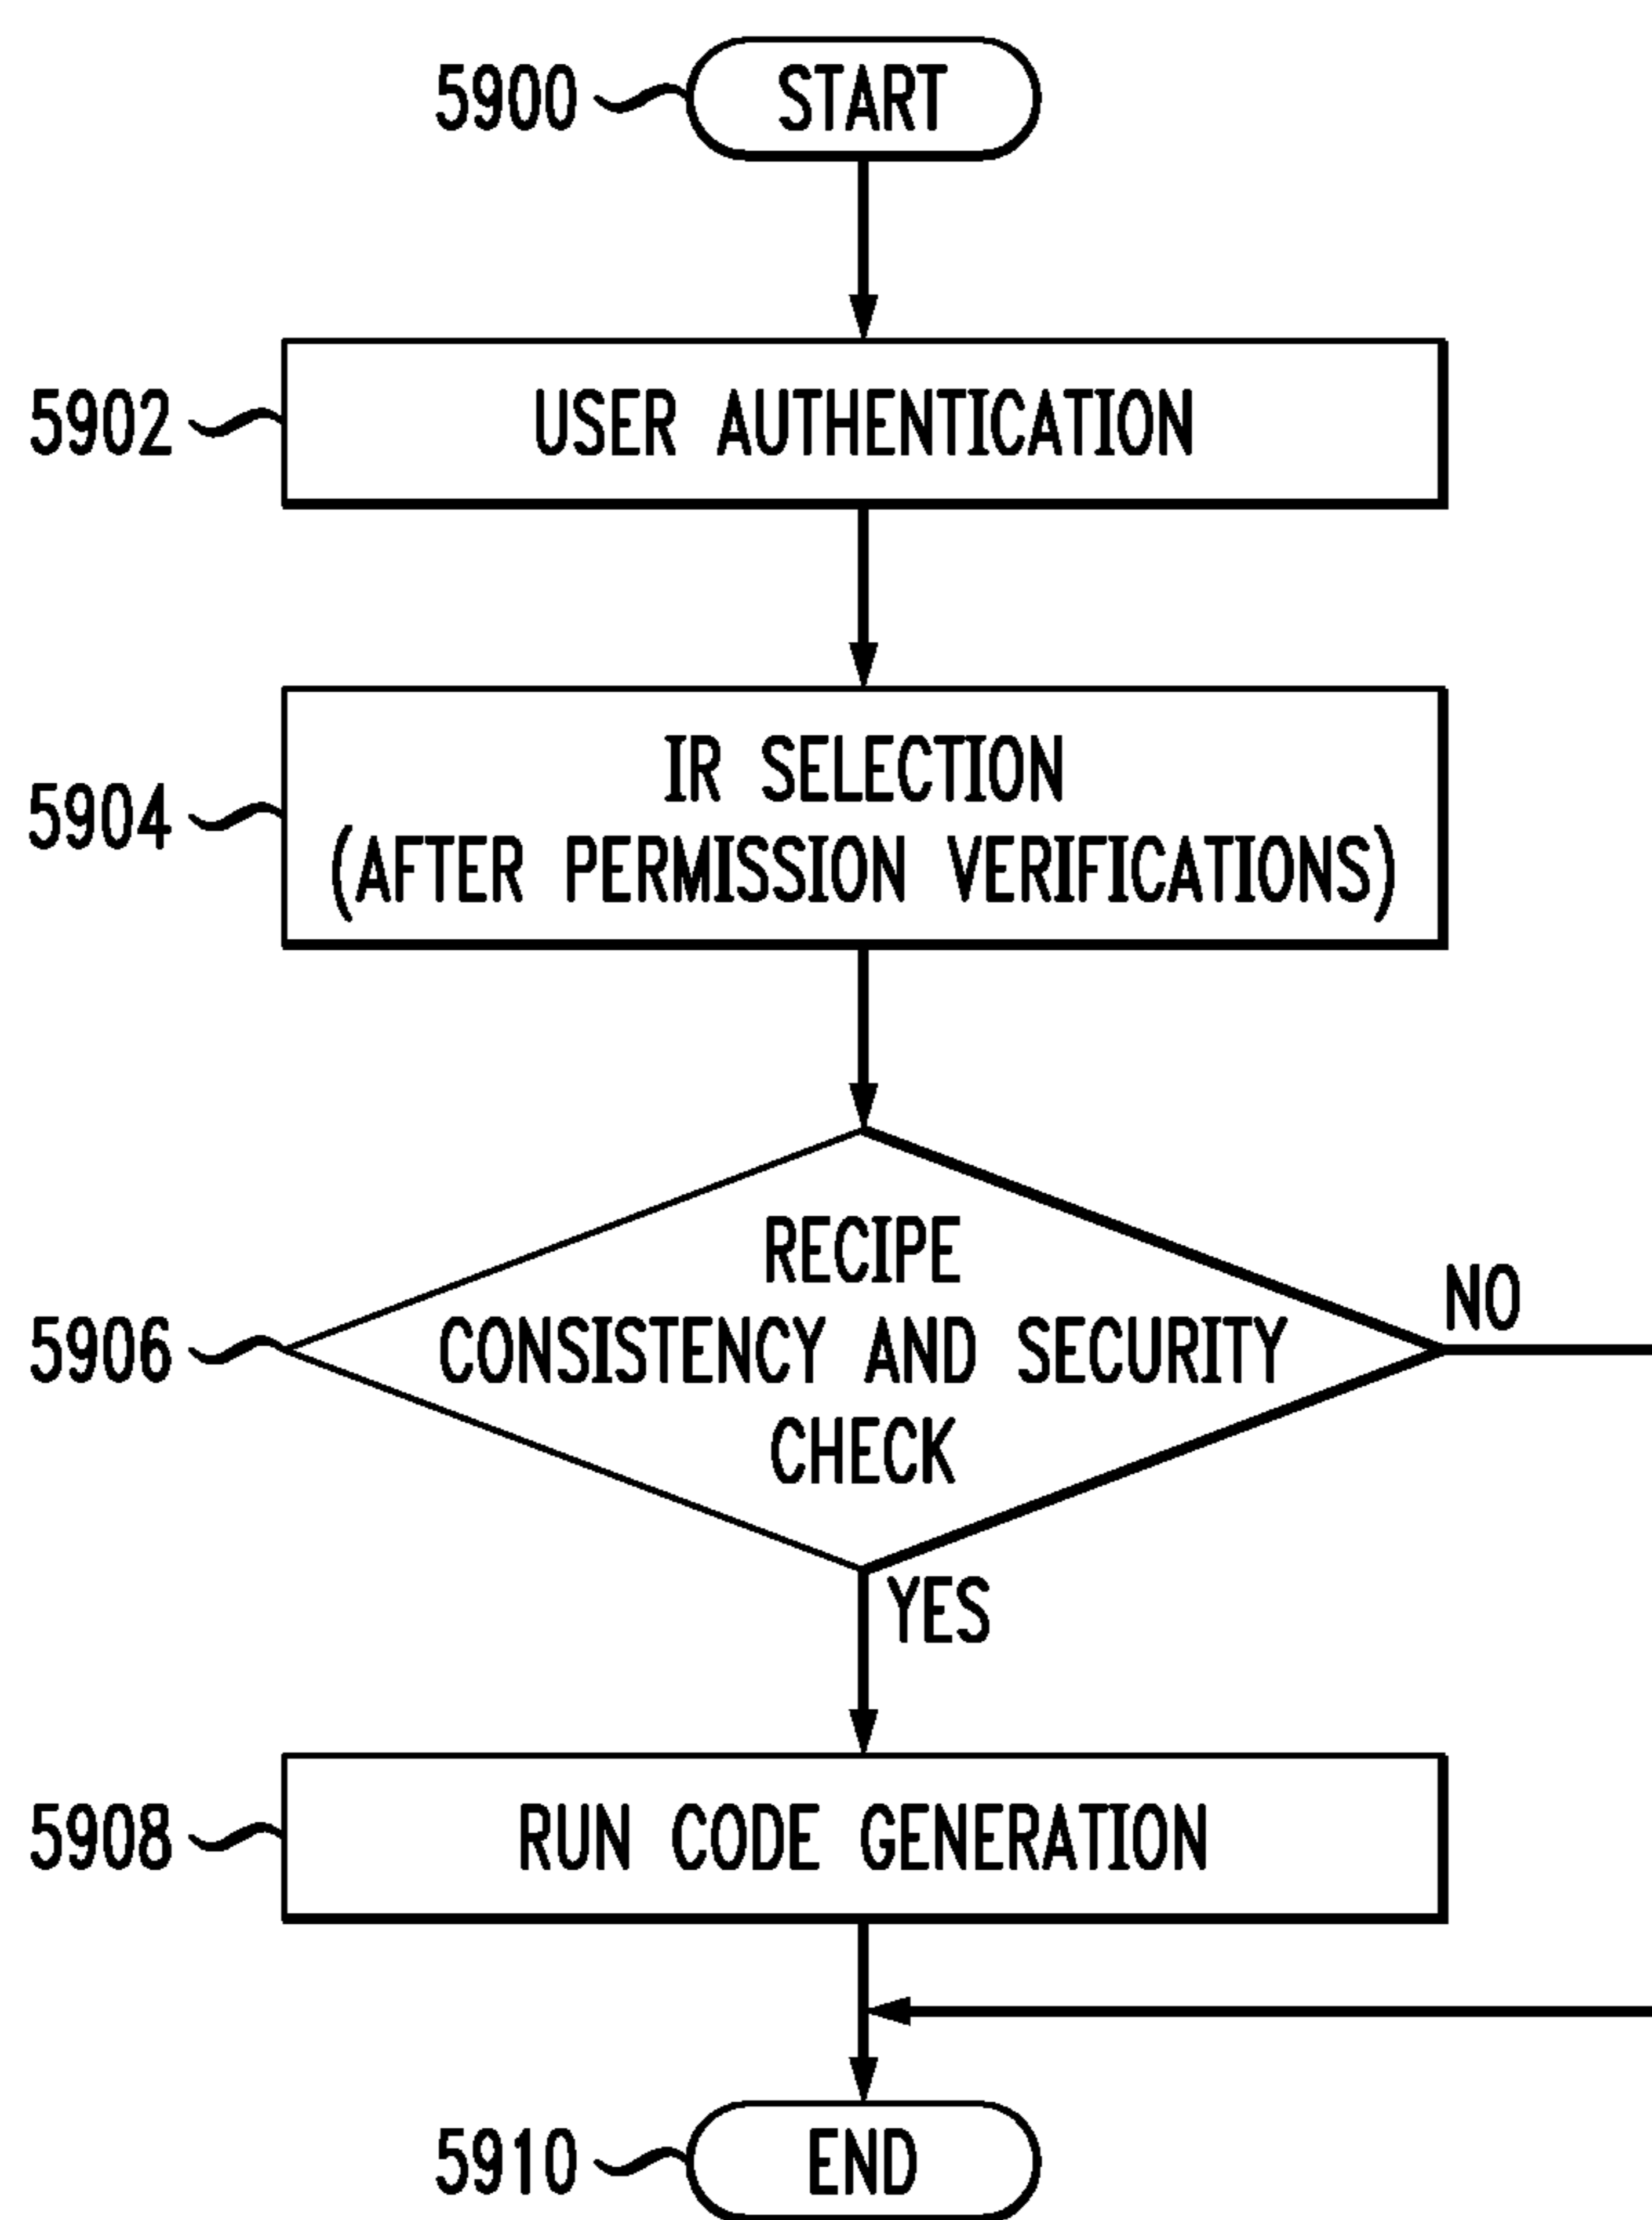 5900 START
5902 USER AUTHENTICATION
IR SELECTION
5904
(AFTER PERMISSION VERIFICATIONS)
RECIPE
NO
5906 CONSISTENCY AND SECURITY
CHECK
YES
5908 RUN CODE GENERATION
5910 END